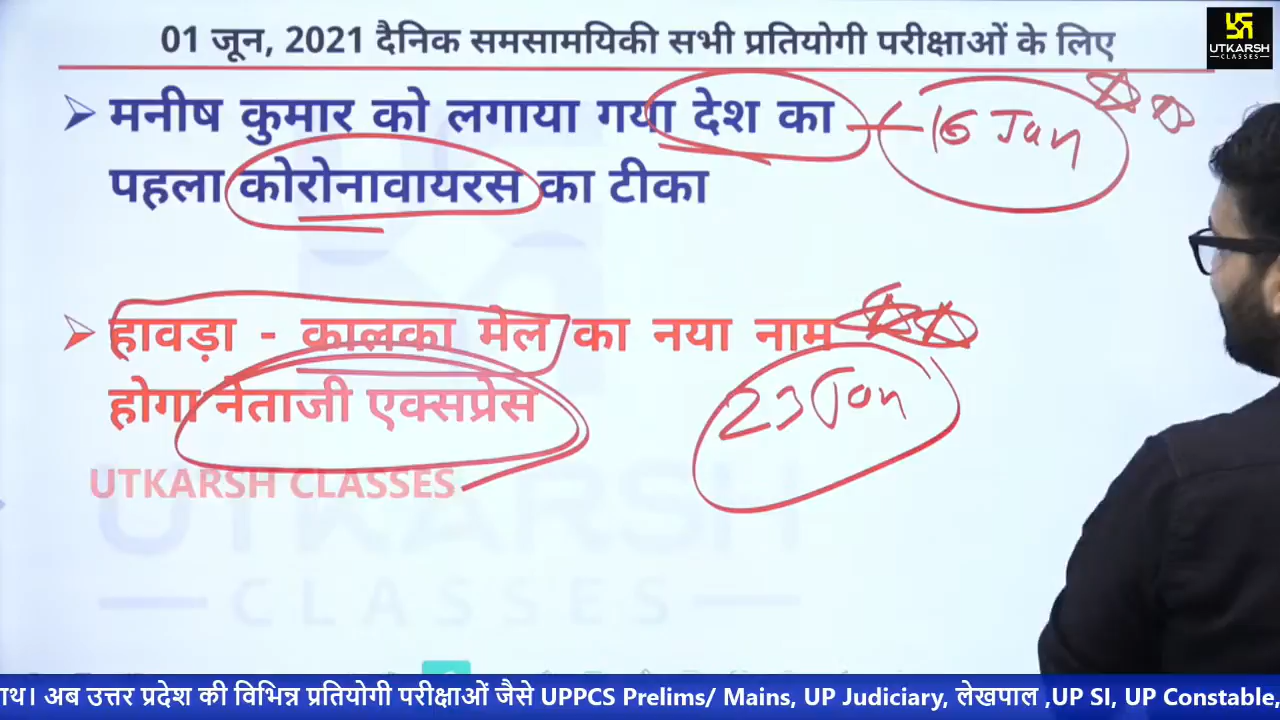 01 जून, 2021 दैनिक समसामयिकी सभी प्रतियोगी परीक्षाओं के लिए
UTKARSH
CLASSES
मनीष कुमार को लगाया गया देश का
16 Jan
पहला कोरोनावायरस का टीका
हावड़ा - कालका मेल का नया नाम
होगा नेताजी एक्सप्रेस
23 Jan
UTKARSH CLASSES
UTKARSH
CLASSES
नाथ। अब उत्तर प्रदेश की विभिन्न प्रतियोगी परीक्षाओं जैसे UPPCS Prelims/ Mains, UP Judiciary, लेखपाल ,UP SI, UP Constable,